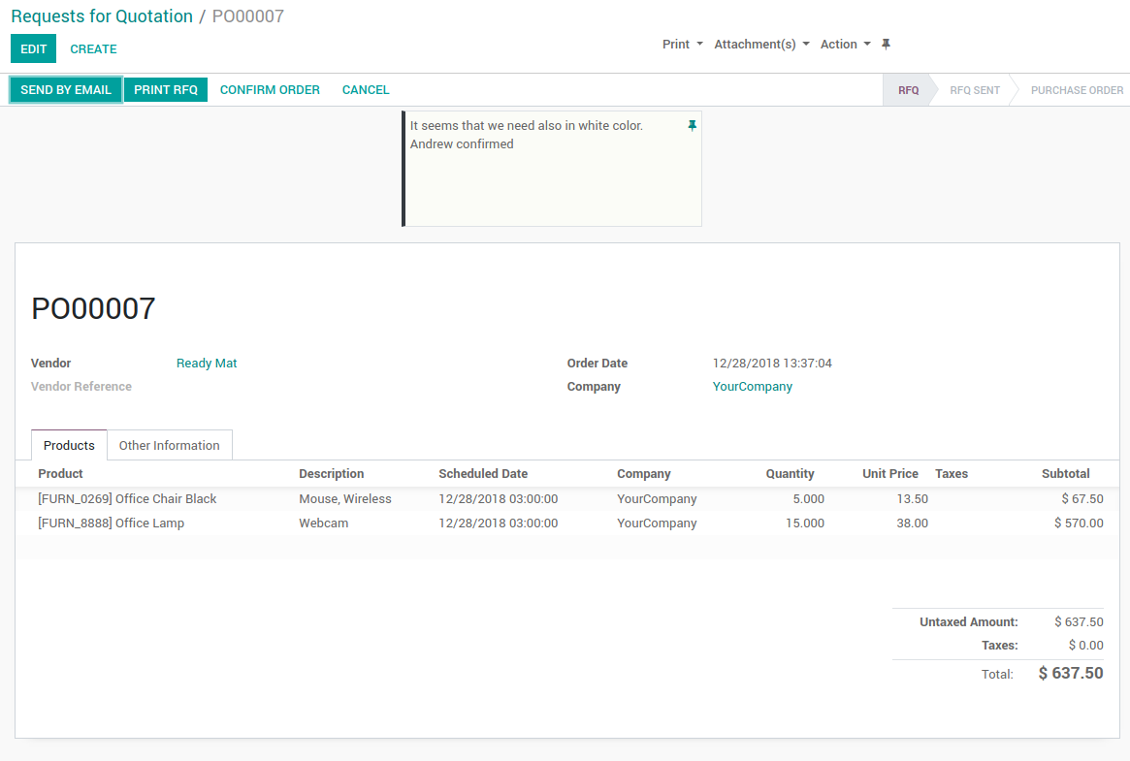 Requests for Quotation / PO00007
EDIT CREATE Print Attachment(s) Action
SEND BY EMAIL PRINT RFQ CONFIRM ORDER CANCEL RFQ RFQ SENT PURCHASE ORDER
It seems that we need also in white color.
Andrew confirmed
PO00007
Vendor Ready Mat Order Date 12/28/2018 13:37:04
Vendor Reference Company YourCompany
Products Other Information
Product Description Scheduled Date Company Quantity Unit Price Taxes Subtotal
[FURN_0269] Office Chair Black Mouse, Wireless 12/28/2018 03:00:00 YourCompany 5.000 13.50 $ 67.50
[FURN_8888] Office Lamp Webcam 12/28/2018 03:00:00 YourCompany 15.000 38.00 $ 570.00
Untaxed Amount: $ 637.50
Taxes: $ 0.00
Total: $ 637.50